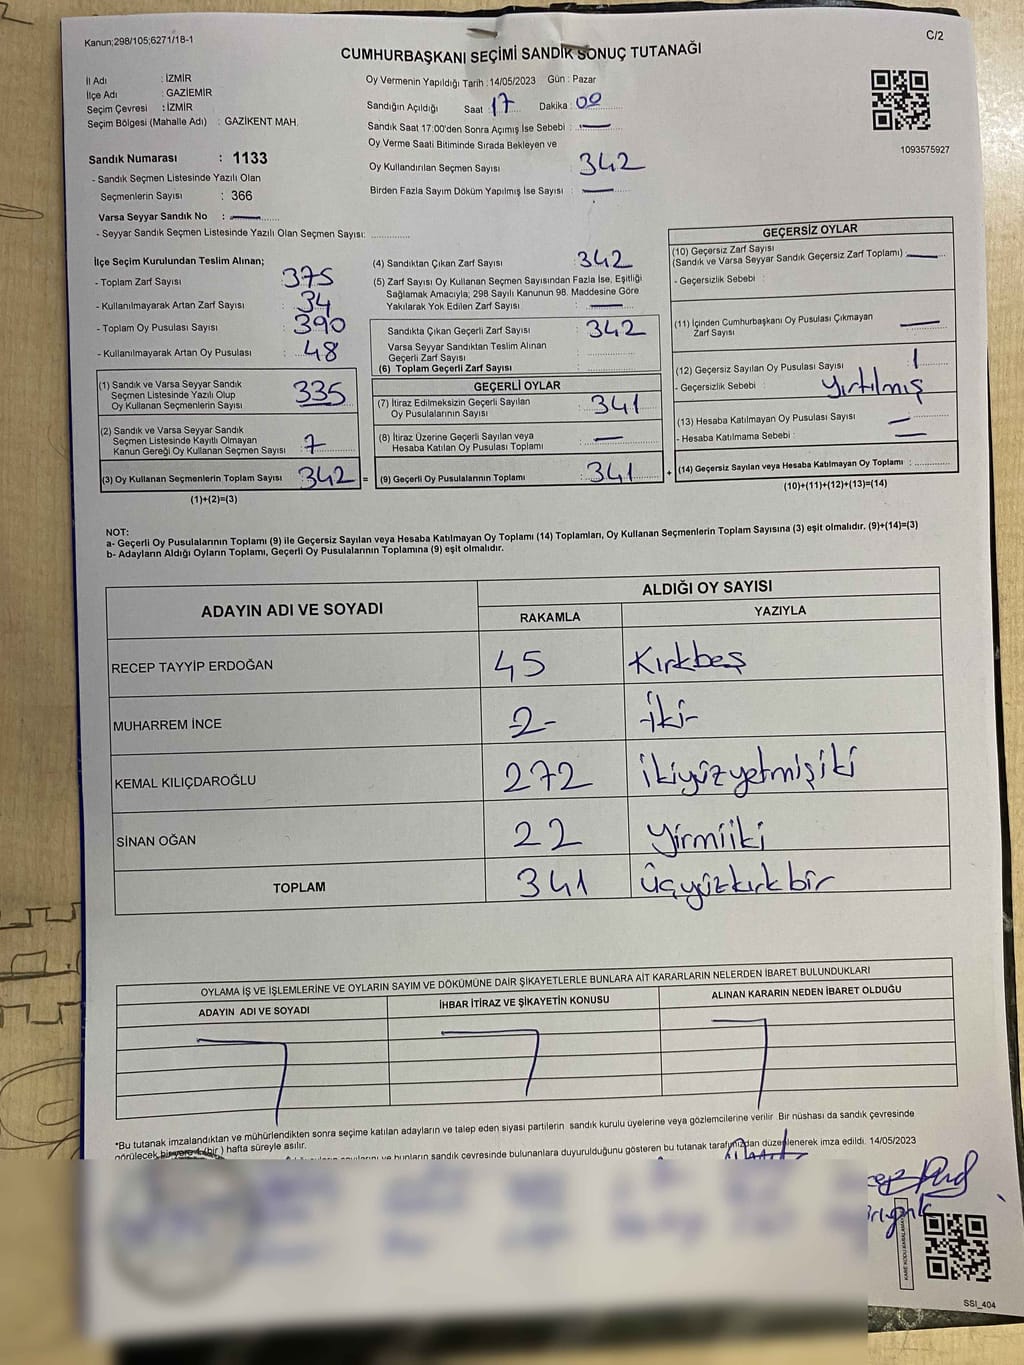 Kanun;298/105;6271/18-1
C/2
CUMHURBAŞKANI SEÇİMİ SANDIK SONUÇ TUTANAĞI
İl Adı : İZMİR
İlçe Adı : GAZİEMİR
Seçim Çevresi : İZMİR
Seçim Bölgesi (Mahalle Adı) : GAZİKENT MAH.
Oy Vermenin Yapıldığı Tarih : 14/05/2023 Gün : Pazar
Sandığın Açıldığı Saat : 17 Dakika : 00
Sandık Saat 17:00'den Sonra Açımış İse Sebebi : —
Oy Verme Saati Bitiminde Sırada Bekleyen ve
Oy Kullandırılan Seçmen Sayısı : 342
Birden Fazla Sayım Döküm Yapılmış İse Sayısı : —
1093575927
Sandık Numarası : 1133
- Sandık Seçmen Listesinde Yazılı Olan
Seçmenlerin Sayısı : 366
Varsa Seyyar Sandık No : —
- Seyyar Sandık Seçmen Listesinde Yazılı Olan Seçmen Sayısı: ..............
İlçe Seçim Kurulundan Teslim Alınan;
- Toplam Zarf Sayısı : 375
- Kullanılmayarak Artan Zarf Sayısı : 34
- Toplam Oy Pusulası Sayısı : 390
- Kullanılmayarak Artan Oy Pusulası : 48
(1) Sandık ve Varsa Seyyar Sandık
Seçmen Listesinde Yazılı Olup
Oy Kullanan Seçmenlerin Sayısı : 335
(2) Sandık ve Varsa Seyyar Sandık
Seçmen Listesinde Kayıtlı Olmayan
Kanun Gereği Oy Kullanan Seçmen Sayısı : 7
(3) Oy Kullanan Seçmenlerin Toplam Sayısı : 342 =
(1)+(2)=(3)
(4) Sandıktan Çıkan Zarf Sayısı : 342
(5) Zarf Sayısı Oy Kullanan Seçmen Sayısından Fazla İse, Eşitliği
Sağlamak Amacıyla; 298 Sayılı Kanunun 98. Maddesine Göre
Yakılarak Yok Edilen Zarf Sayısı : —
Sandıkta Çıkan Geçerli Zarf Sayısı : 342
Varsa Seyyar Sandıktan Teslim Alınan
Geçerli Zarf Sayısı : ..............
(6) Toplam Geçerli Zarf Sayısı : ..............
GEÇERLİ OYLAR
(7) İtiraz Edilmeksizin Geçerli Sayılan
Oy Pusulalarının Sayısı : 341
(8) İtiraz Üzerine Geçerli Sayılan veya
Hesaba Katılan Oy Pusulası Toplamı : —
(9) Geçerli Oy Pusulalarının Toplamı : 341 +
GEÇERSİZ OYLAR
(10) Geçersiz Zarf Sayısı
(Sandık ve Varsa Seyyar Sandık Geçersiz Zarf Toplamı) : —
- Geçersizlik Sebebi :
(11) İçinden Cumhurbaşkanı Oy Pusulası Çıkmayan
Zarf Sayısı : —
(12) Geçersiz Sayılan Oy Pusulası Sayısı : 1
- Geçersizlik Sebebi : Yırtılmış
(13) Hesaba Katılmayan Oy Pusulası Sayısı : —
- Hesaba Katılmama Sebebi : —
(14) Geçersiz Sayılan veya Hesaba Katılmayan Oy Toplamı : ..............
(10)+(11)+(12)+(13)=(14)
NOT:
a- Geçerli Oy Pusulalarının Toplamı (9) ile Geçersiz Sayılan veya Hesaba Katılmayan Oy Toplamı (14) Toplamları, Oy Kullanan Seçmenlerin Toplam Sayısına (3) eşit olmalıdır. (9)+(14)=(3)
b- Adayların Aldığı Oyların Toplamı, Geçerli Oy Pusulalarının Toplamına (9) eşit olmalıdır.
ADAYIN ADI VE SOYADI ALDIĞI OY SAYISI
RAKAMLA YAZIYLA
RECEP TAYYİP ERDOĞAN 45 Kırkbeş
MUHARREM İNCE -2- -iki-
KEMAL KILIÇDAROĞLU 272 ikiyüzyetmişiki
SİNAN OĞAN 22 Yirmiiki
TOPLAM 341 üçyüzkırkbir
OYLAMA İŞ VE İŞLEMLERİNE VE OYLARIN SAYIM VE DÖKÜMÜNE DAİR ŞİKAYETLERLE BUNLARA AİT KARARLARIN NELERDEN İBARET BULUNDUKLARI
ADAYIN ADI VE SOYADI İHBAR İTİRAZ VE ŞİKAYETİN KONUSU ALINAN KARARIN NEDEN İBARET OLDUĞU
*Bu tutanak imzalandıktan ve mühürlendikten sonra seçime katılan adayların ve talep eden siyasi partilerin sandık kurulu üyelerine veya gözlemcilerine verilir. Bir nüshası da sandık çevresinde
görülecek bir yere 1 (bir) hafta süreyle asılır.
ve bunların sandık çevresinde bulunanlara duyurulduğunu gösteren bu tutanak tarafımızdan düzenlenerek imza edildi. 14/05/2023
KARE KODU KARALAMAYINIZ
SSI_404